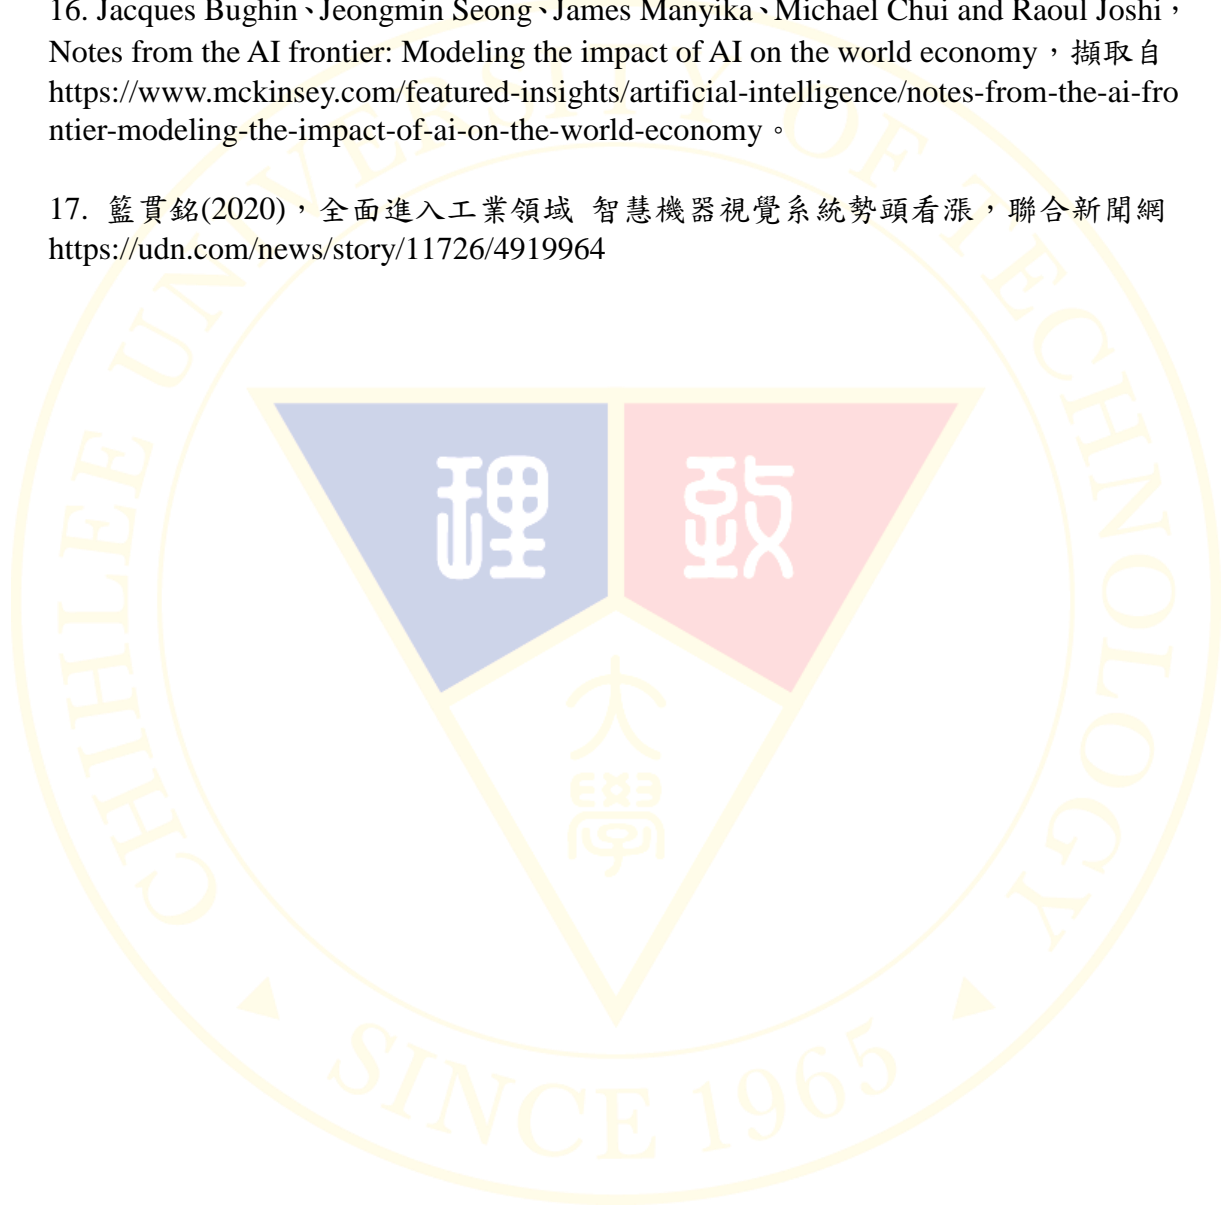 16. Jacques Bughin、Jeongmin Seong、James Manyika、Michael Chui and Raoul Joshi，
Notes from the AI frontier: Modeling the impact of AI on the world economy，擷取自
https://www.mckinsey.com/featured-insights/artificial-intelligence/notes-from-the-ai-fro
ntier-modeling-the-impact-of-ai-on-the-world-economy。
17. 籃貫銘(2020)，全面進入工業領域 智慧機器視覺系統勢頭看漲，聯合新聞網
https://udn.com/news/story/11726/4919964
CHIHLEE UNIVERSITY OF TECHNOLOGY
理 致
大
學
SINCE 1965